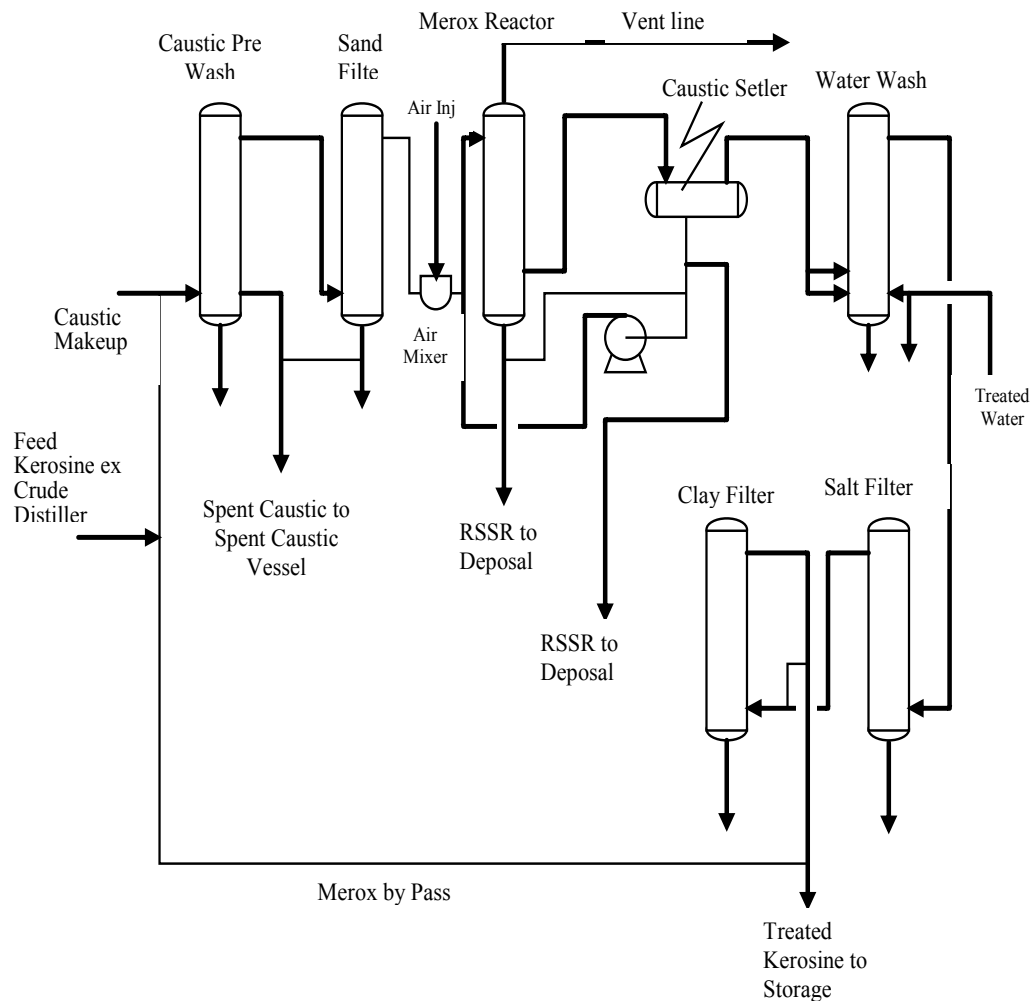 Merox Reactor
Vent line
Caustic Pre
Wash
Sand
Filte
Air Inj
Caustic Setler
Water Wash
Caustic
Makeup
Air
Mixer
Treated
Water
Feed
Kerosine ex
Crude
Distiller
Spent Caustic to
Spent Caustic
Vessel
RSSR to
Deposal
RSSR to
Deposal
Clay Filter
Salt Filter
Merox by Pass
Treated
Kerosine to
Storage